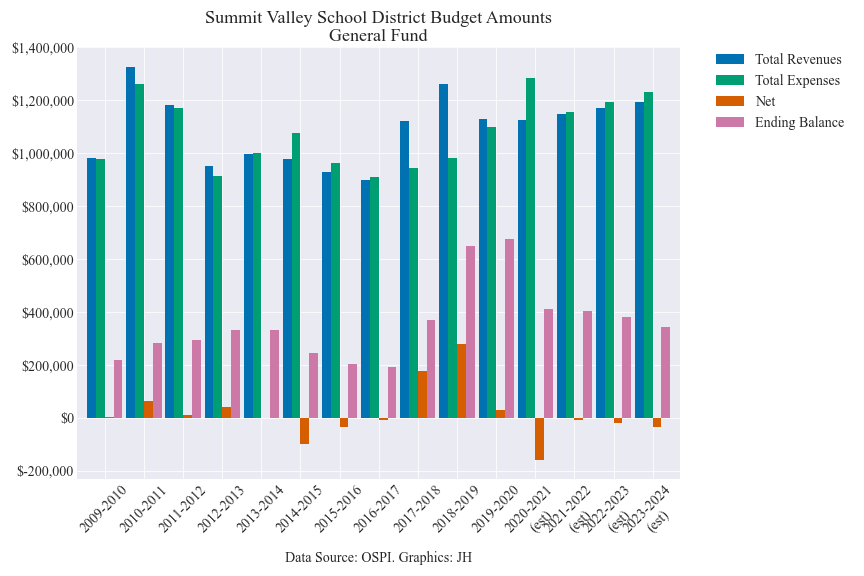 Summit Valley School District Budget Amounts
General Fund
$1,400,000
$1,200,000
$1,000,000
$800,000
$600,000
$400,000
$200,000
$0
$-200,000
2009-2010
2010-2011
2011-2012
2012-2013
2013-2014
2014-2015
2015-2016
2016-2017
2017-2018
2018-2019
2019-2020
2020-2021
(est)
2021-2022
(est)
2022-2023
(est)
2023-2024
(est)
Total Revenues
Total Expenses
Net
Ending Balance
Data Source: OSPI. Graphics: JH